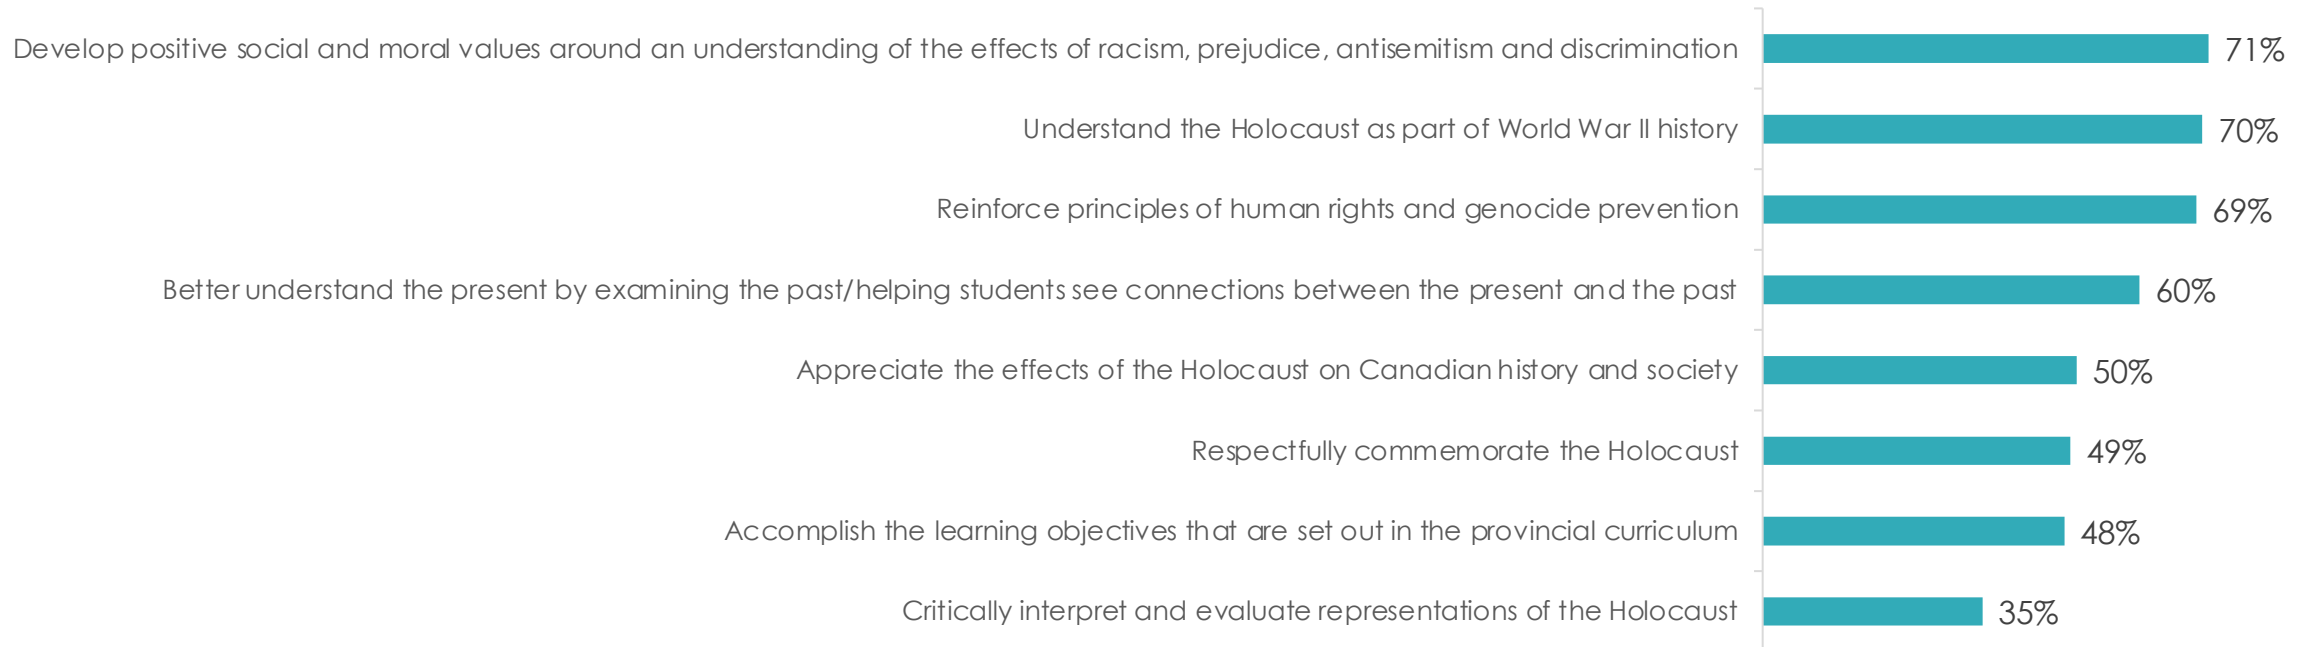 Develop positive social and moral values around an understanding of the effects of racism, prejudice, antisemitism and discrimination 71%
Understand the Holocaust as part of World War II history 70%
Reinforce principles of human rights and genocide prevention 69%
Better understand the present by examining the past/helping students see connections between the present and the past 60%
Appreciate the effects of the Holocaust on Canadian history and society 50%
Respectfully commemorate the Holocaust 49%
Accomplish the learning objectives that are set out in the provincial curriculum 48%
Critically interpret and evaluate representations of the Holocaust 35%